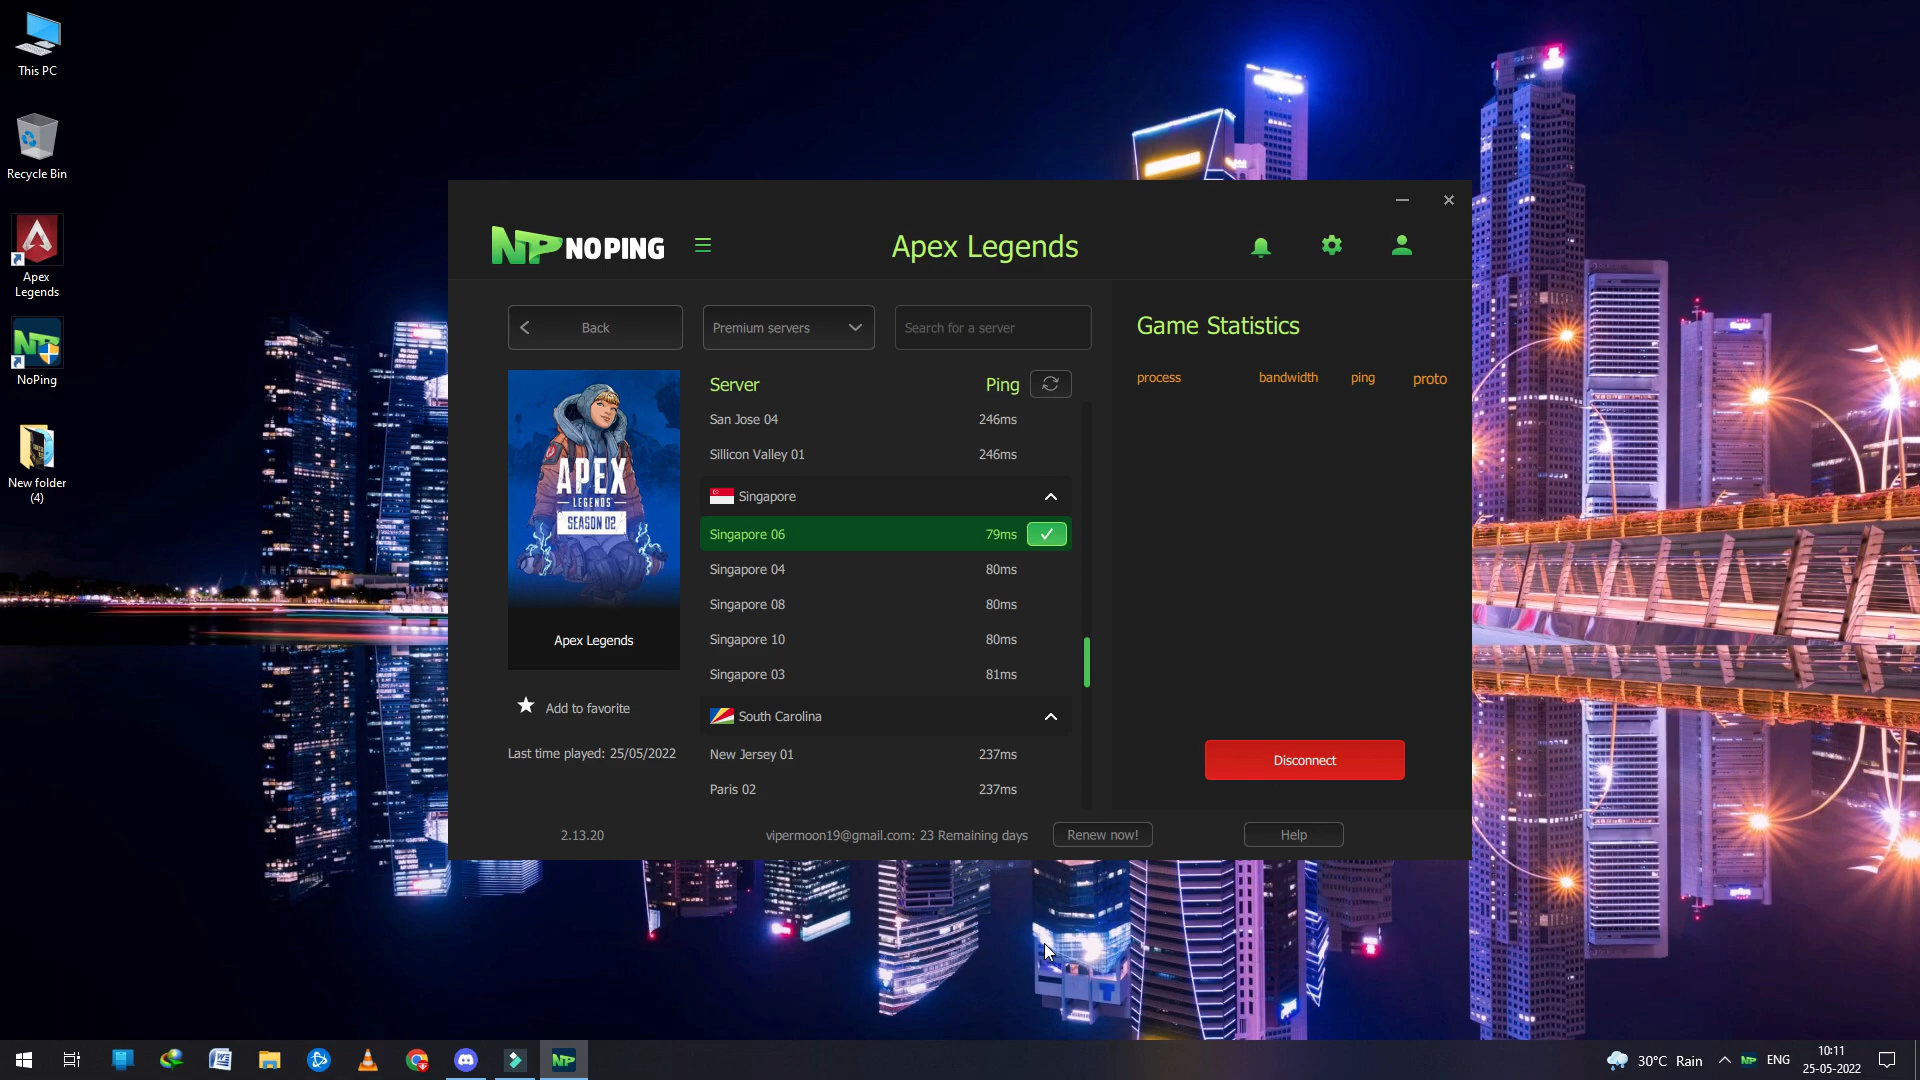 This PC
Recycle Bin
Apex
Legends
NoPing
New folder
(4)
NP NOPING
Apex Legends
Back
Premium servers
Search for a server
APEX
LEGENDS
SEASON 02
Apex Legends
Add to favorite
Last time played: 25/05/2022
Server
Ping
San Jose 04 246ms
Sillicon Valley 01 246ms
Singapore
Singapore 06 79ms
Singapore 04 80ms
Singapore 08 80ms
Singapore 10 80ms
Singapore 03 81ms
South Carolina
New Jersey 01 237ms
Paris 02 237ms
Game Statistics
process bandwidth ping proto
Disconnect
2.13.20
vipermoon19@gmail.com: 23 Remaining days
Renew now!
Help
NP
30°C Rain
NP
ENG
10:11
25-05-2022